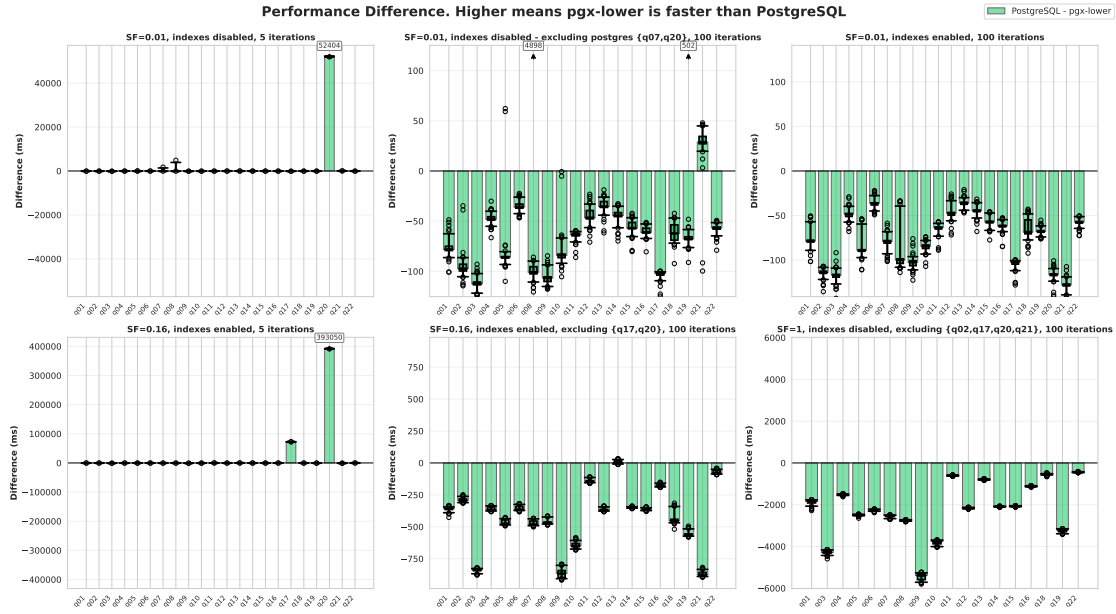 Performance Difference. Higher means pgx-lower is faster than PostgreSQL
PostgreSQL - pgx-lower
SF=0.01, indexes disabled, 5 iterations
52404
Difference (ms)
40000
20000
0
−20000
−40000
q01 q02 q03 q04 q05 q06 q07 q08 q09 q10 q11 q12 q13 q14 q15 q16 q17 q18 q19 q20 q21 q22
SF=0.01, indexes disabled - excluding postgres {q07,q20}, 100 iterations
4898
502
Difference (ms)
100
50
0
−50
−100
q01 q02 q03 q04 q05 q06 q08 q09 q10 q11 q12 q13 q14 q15 q16 q17 q18 q19 q21 q22
SF=0.01, indexes enabled, 100 iterations
Difference (ms)
100
50
0
−50
−100
q01 q02 q03 q04 q05 q06 q07 q08 q09 q10 q11 q12 q13 q14 q15 q16 q17 q18 q19 q20 q21 q22
SF=0.16, indexes enabled, 5 iterations
393050
Difference (ms)
400000
300000
200000
100000
0
−100000
−200000
−300000
−400000
q01 q02 q03 q04 q05 q06 q07 q08 q09 q10 q11 q12 q13 q14 q15 q16 q17 q18 q19 q20 q21 q22
SF=0.16, indexes enabled, excluding {q17,q20}, 100 iterations
Difference (ms)
750
500
250
0
−250
−500
−750
q01 q02 q03 q04 q05 q06 q07 q08 q09 q10 q11 q12 q13 q14 q15 q16 q18 q19 q21 q22
SF=1, indexes disabled, excluding {q02,q17,q20,q21}, 100 iterations
Difference (ms)
6000
4000
2000
0
−2000
−4000
−6000
q01 q03 q04 q05 q06 q07 q08 q09 q10 q11 q12 q13 q14 q15 q16 q18 q19 q22